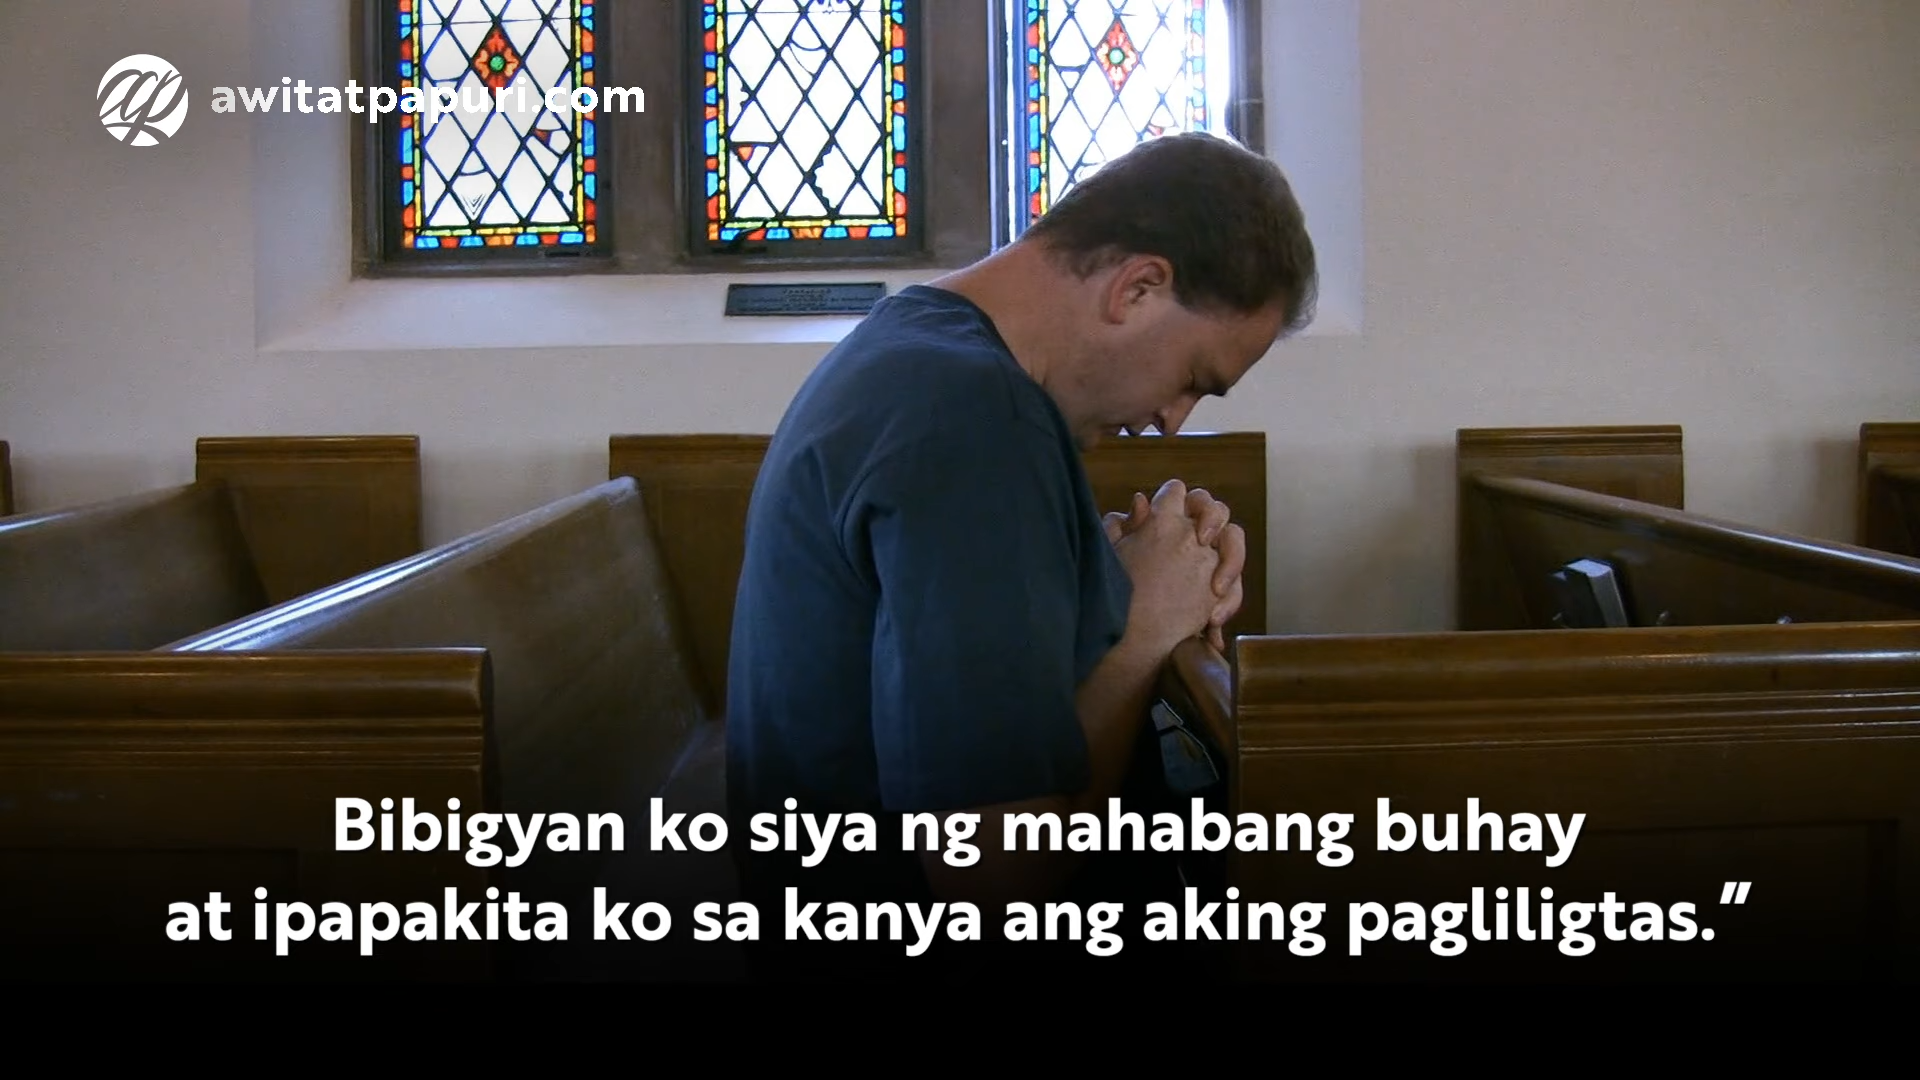 awitatpapuri.com
Bibigyan ko siya ng mahabang buhay
at ipapakita ko sa kanya ang aking pagliligtas.”